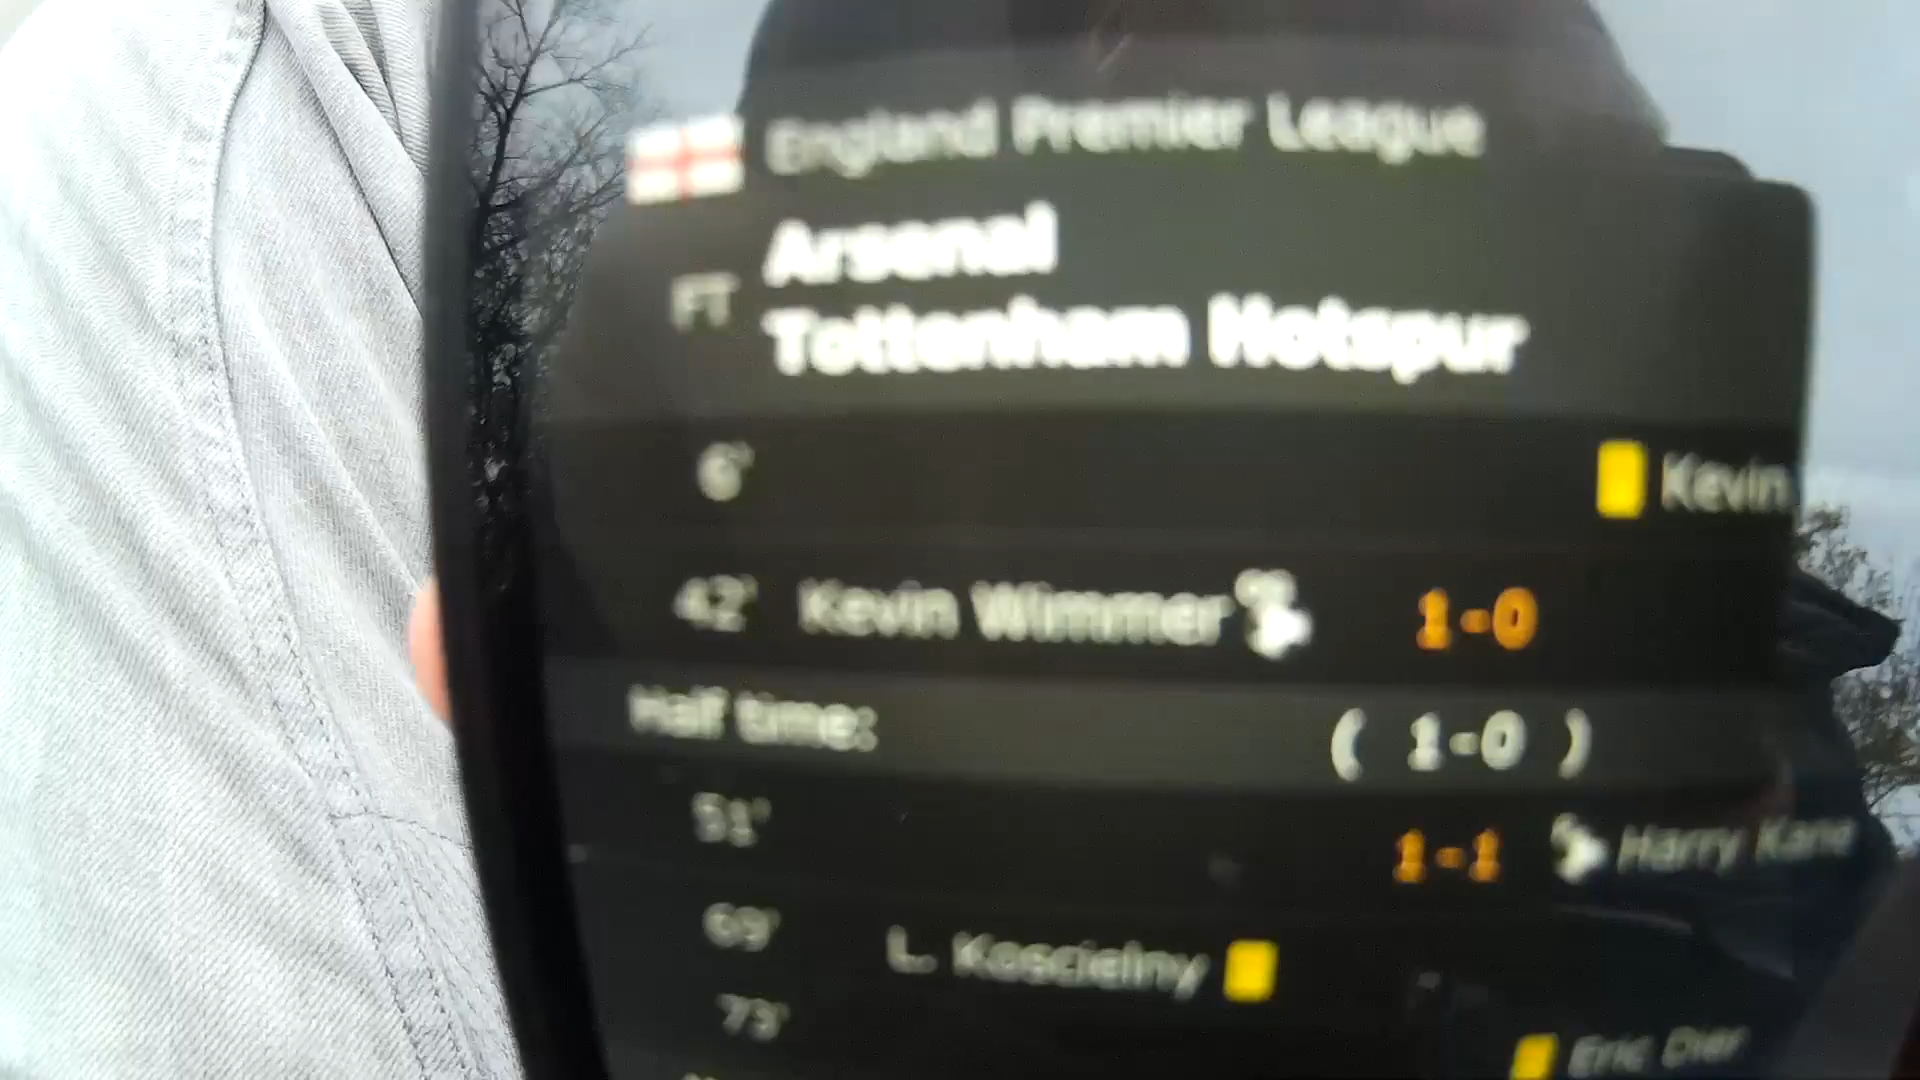 England Premier League
Arsenal
FT
Tottenham Hotspur
6' Kevin
42' Kevin Wimmer 1-0
Half time: ( 1-0 )
51' 1-1 Harry Kane
69' L. Koscielny
73' Eric Dier